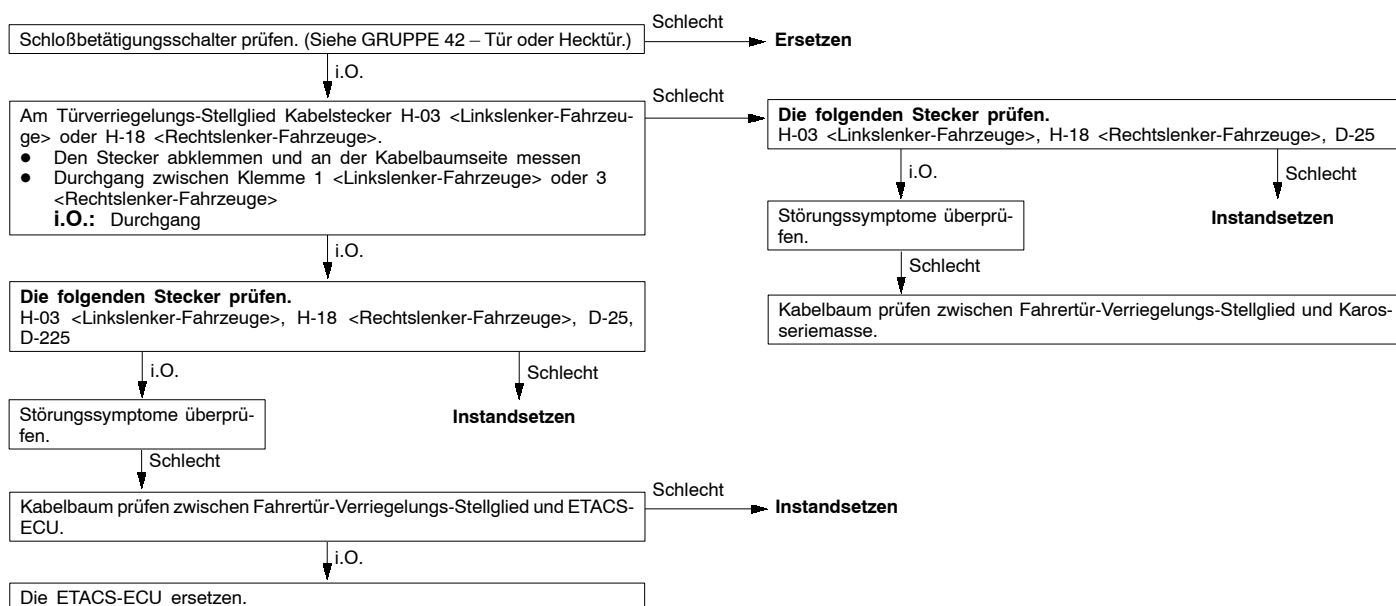 Schloßbetätigungsschalter prüfen. (Siehe GRUPPE 42 – Tür oder Hecktür.)
Schlecht
Ersetzen
i.O.
Am Türverriegelungs-Stellglied Kabelstecker H-03 <Linkslenker-Fahrzeu-
ge> oder H-18 <Rechtslenker-Fahrzeuge>.
● Den Stecker abklemmen und an der Kabelbaumseite messen
● Durchgang zwischen Klemme 1 <Linkslenker-Fahrzeuge> oder 3
<Rechtslenker-Fahrzeuge>
i.O.: Durchgang
Schlecht
Die folgenden Stecker prüfen.
H-03 <Linkslenker-Fahrzeuge>, H-18 <Rechtslenker-Fahrzeuge>, D-25
i.O.
Schlecht
Störungssymptome überprü-
fen.
Instandsetzen
Schlecht
Kabelbaum prüfen zwischen Fahrertür-Verriegelungs-Stellglied und Karos-
seriemasse.
i.O.
Die folgenden Stecker prüfen.
H-03 <Linkslenker-Fahrzeuge>, H-18 <Rechtslenker-Fahrzeuge>, D-25,
D-225
i.O.
Schlecht
Störungssymptome überprü-
fen.
Instandsetzen
Schlecht
Kabelbaum prüfen zwischen Fahrertür-Verriegelungs-Stellglied und ETACS-
ECU.
Schlecht
Instandsetzen
i.O.
Die ETACS-ECU ersetzen.